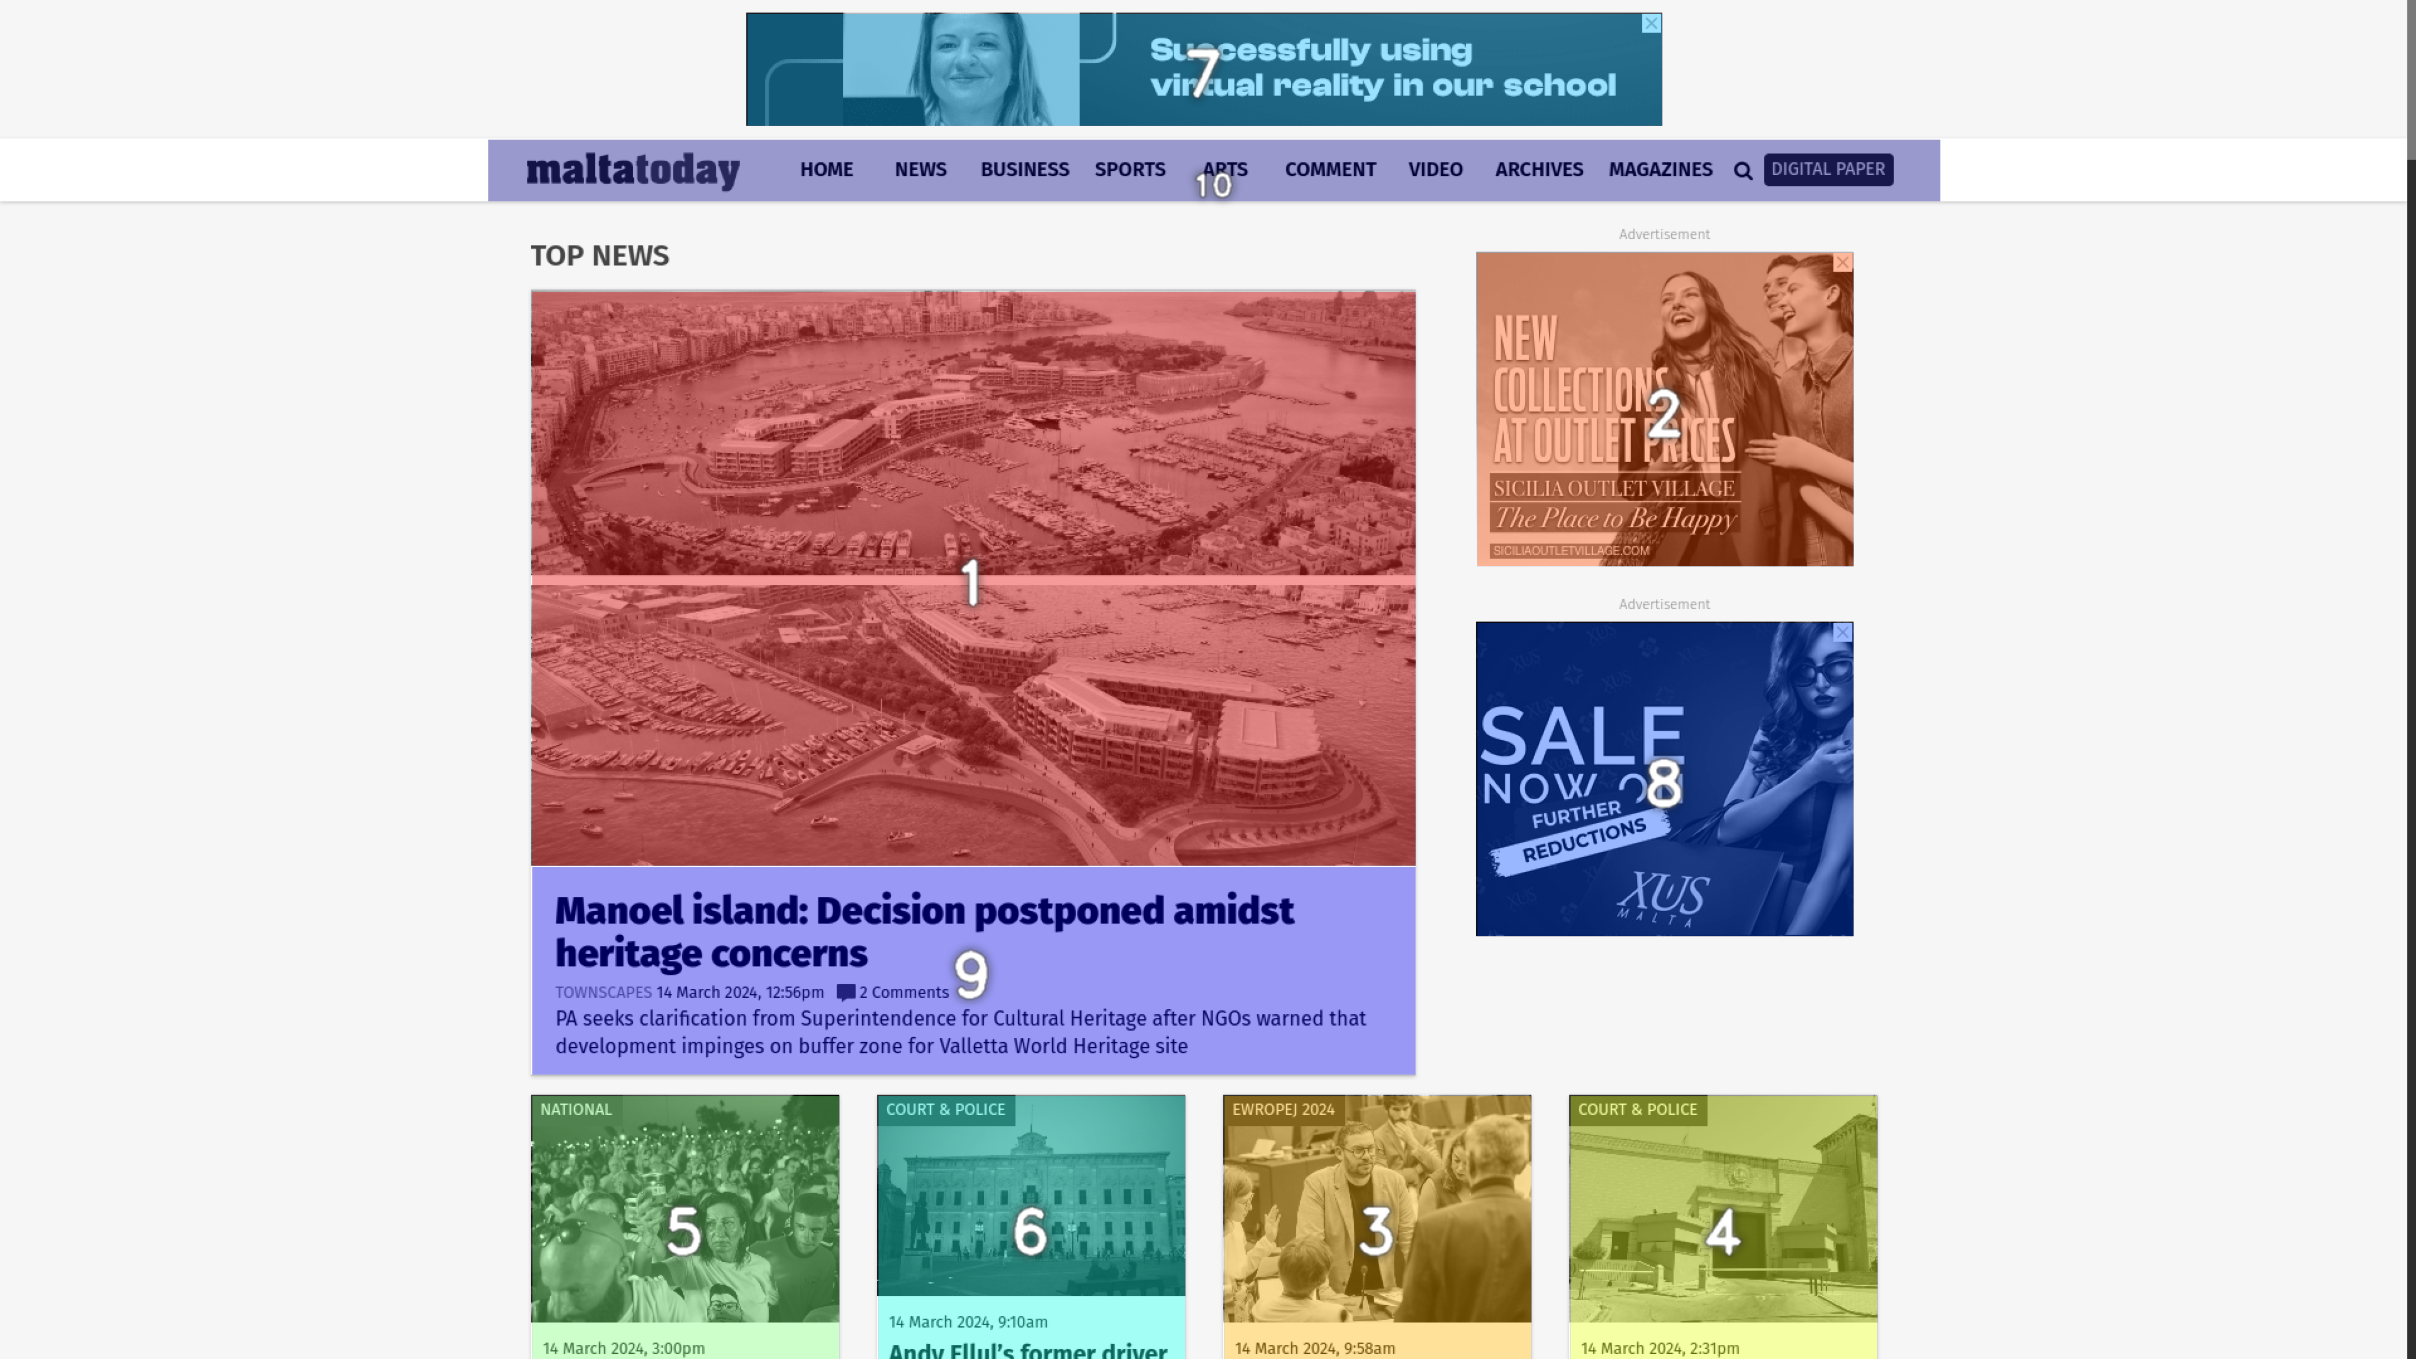 Successfully using
virtual reality in our school
7
maltatoday HOME NEWS BUSINESS SPORTS ARTS COMMENT VIDEO ARCHIVES MAGAZINES DIGITAL PAPER
10
TOP NEWS
1
Manoel island: Decision postponed amidst
heritage concerns
9
TOWNSCAPES 14 March 2024, 12:56pm 2 Comments
PA seeks clarification from Superintendence for Cultural Heritage after NGOs warned that
development impinges on buffer zone for Valletta World Heritage site
Advertisement
NEW
COLLECTIONS
2
AT OUTLET PRICES
SICILIA OUTLET VILLAGE
The Place to Be Happy
SICILIAOUTLETVILLAGE.COM
Advertisement
SALE
NOW ON
8
FURTHER
REDUCTIONS
XUS
MALTA
NATIONAL
5
14 March 2024, 3:00pm
COURT & POLICE
6
14 March 2024, 9:10am
Andy Ellul's former driver
EWROPEJ 2024
3
14 March 2024, 9:58am
COURT & POLICE
4
14 March 2024, 2:31pm